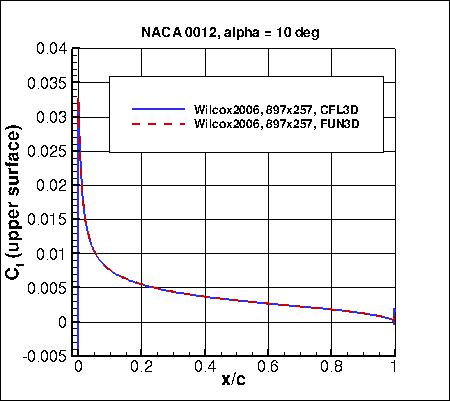 NACA 0012, alpha = 10 deg
0.04
0.035
Wilcox2006, 897x257, CFL3D
0.03
Wilcox2006, 897x257, FUN3D
0.025
0.02
0.015
0.01
0.005
0
-0.005
Cf (upper surface)
0 0.2 0.4 0.6 0.8 1
x/c